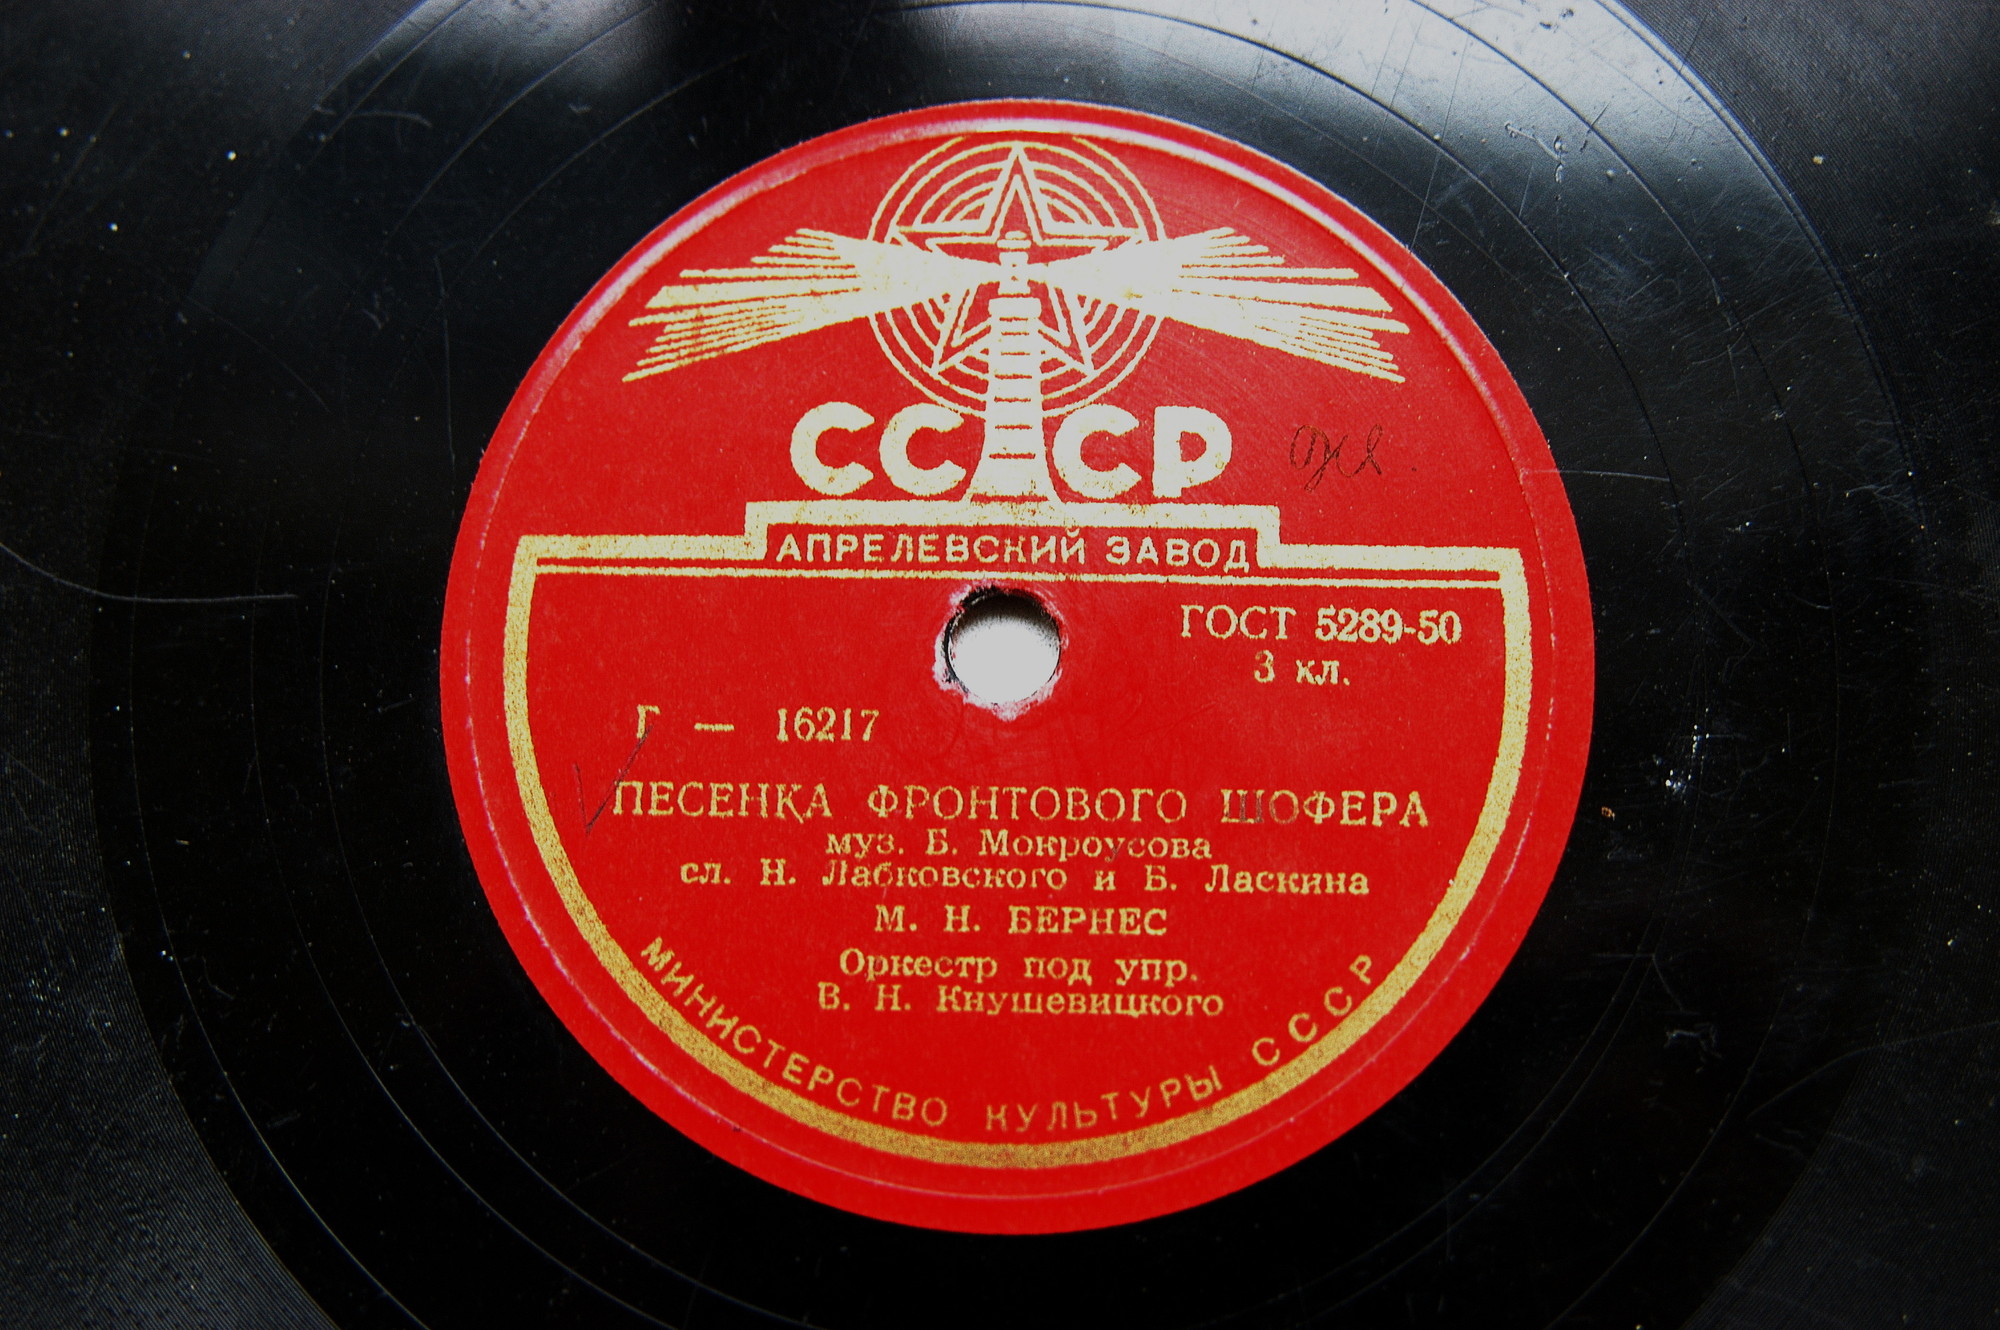 СССР
АПРЕЛЕВСКИЙ ЗАВОД
ГОСТ 5289-50
3 кл.
Г — 16217
ПЕСЕНКА ФРОНТОВОГО ШОФЕРА
муз. Б. Мокроусова
сл. Н. Лабковского и Б. Ласкина
М. Н. БЕРНЕС
Оркестр под упр.
В. Н. Кнушевицкого
МИНИСТЕРСТВО КУЛЬТУРЫ СССР